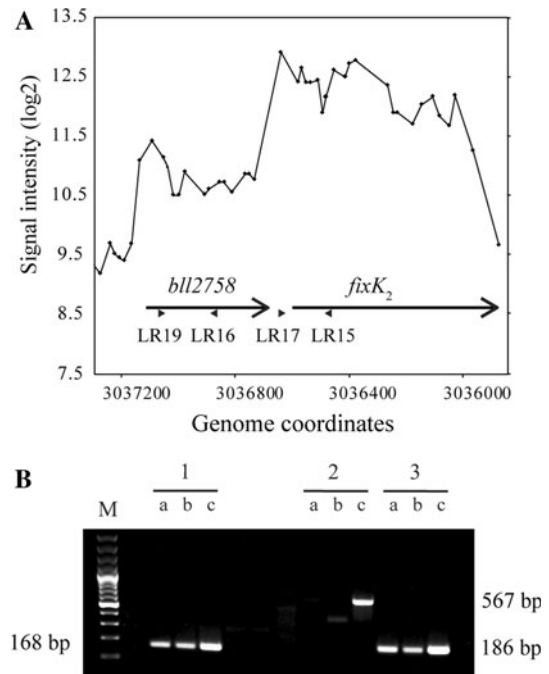 A
13.5
12.5
11.5
10.5
9.5
8.5
7.5
Signal intensity (log2)
bll2758
fixK2
LR19
LR16
LR17
LR15
3037200
3036800
3036400
3036000
Genome coordinates
B
1
2
3
M
a
b
c
a
b
c
a
b
c
168 bp
567 bp
186 bp